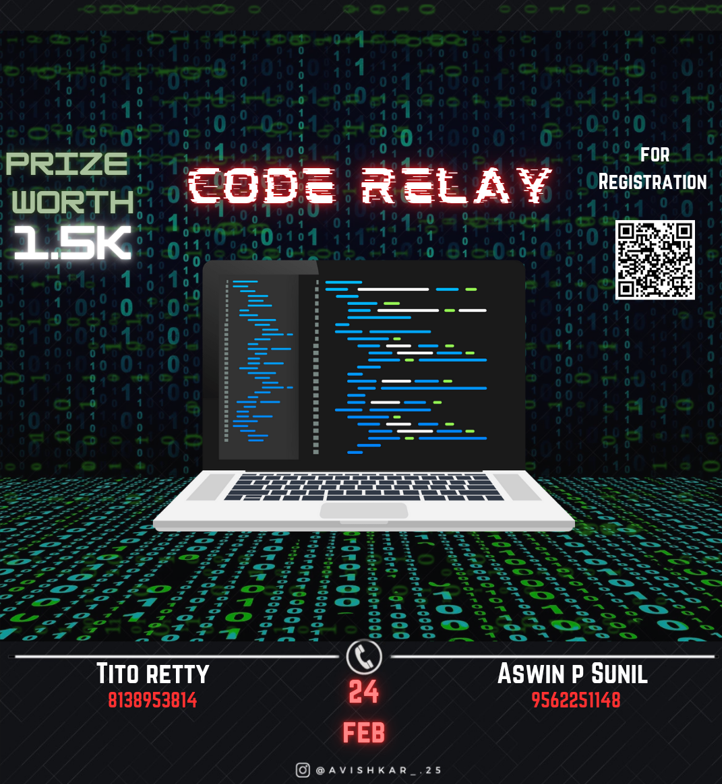 PRIZE
WORTH
1.5K
CODE RELAY
FOR
REGISTRATION
TITO RETTY
8138953814
24
FEB
ASWIN P SUNIL
9562251148
@AVISHKAR_.25